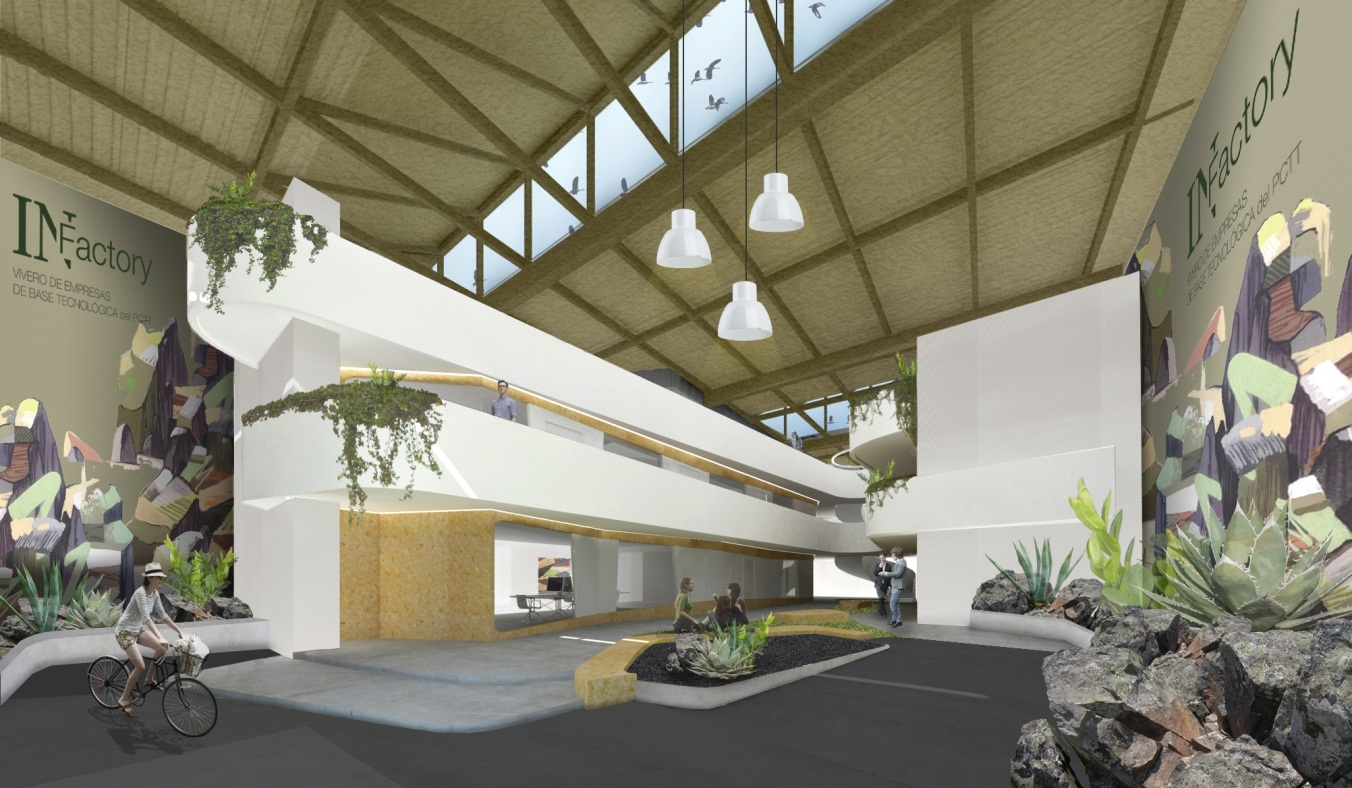 INFactory
VIVERO DE EMPRESAS
DE BASE TECNOLÓGICA del PCTT
INFactory
VIVERO DE EMPRESAS
DE BASE TECNOLÓGICA del PCTT